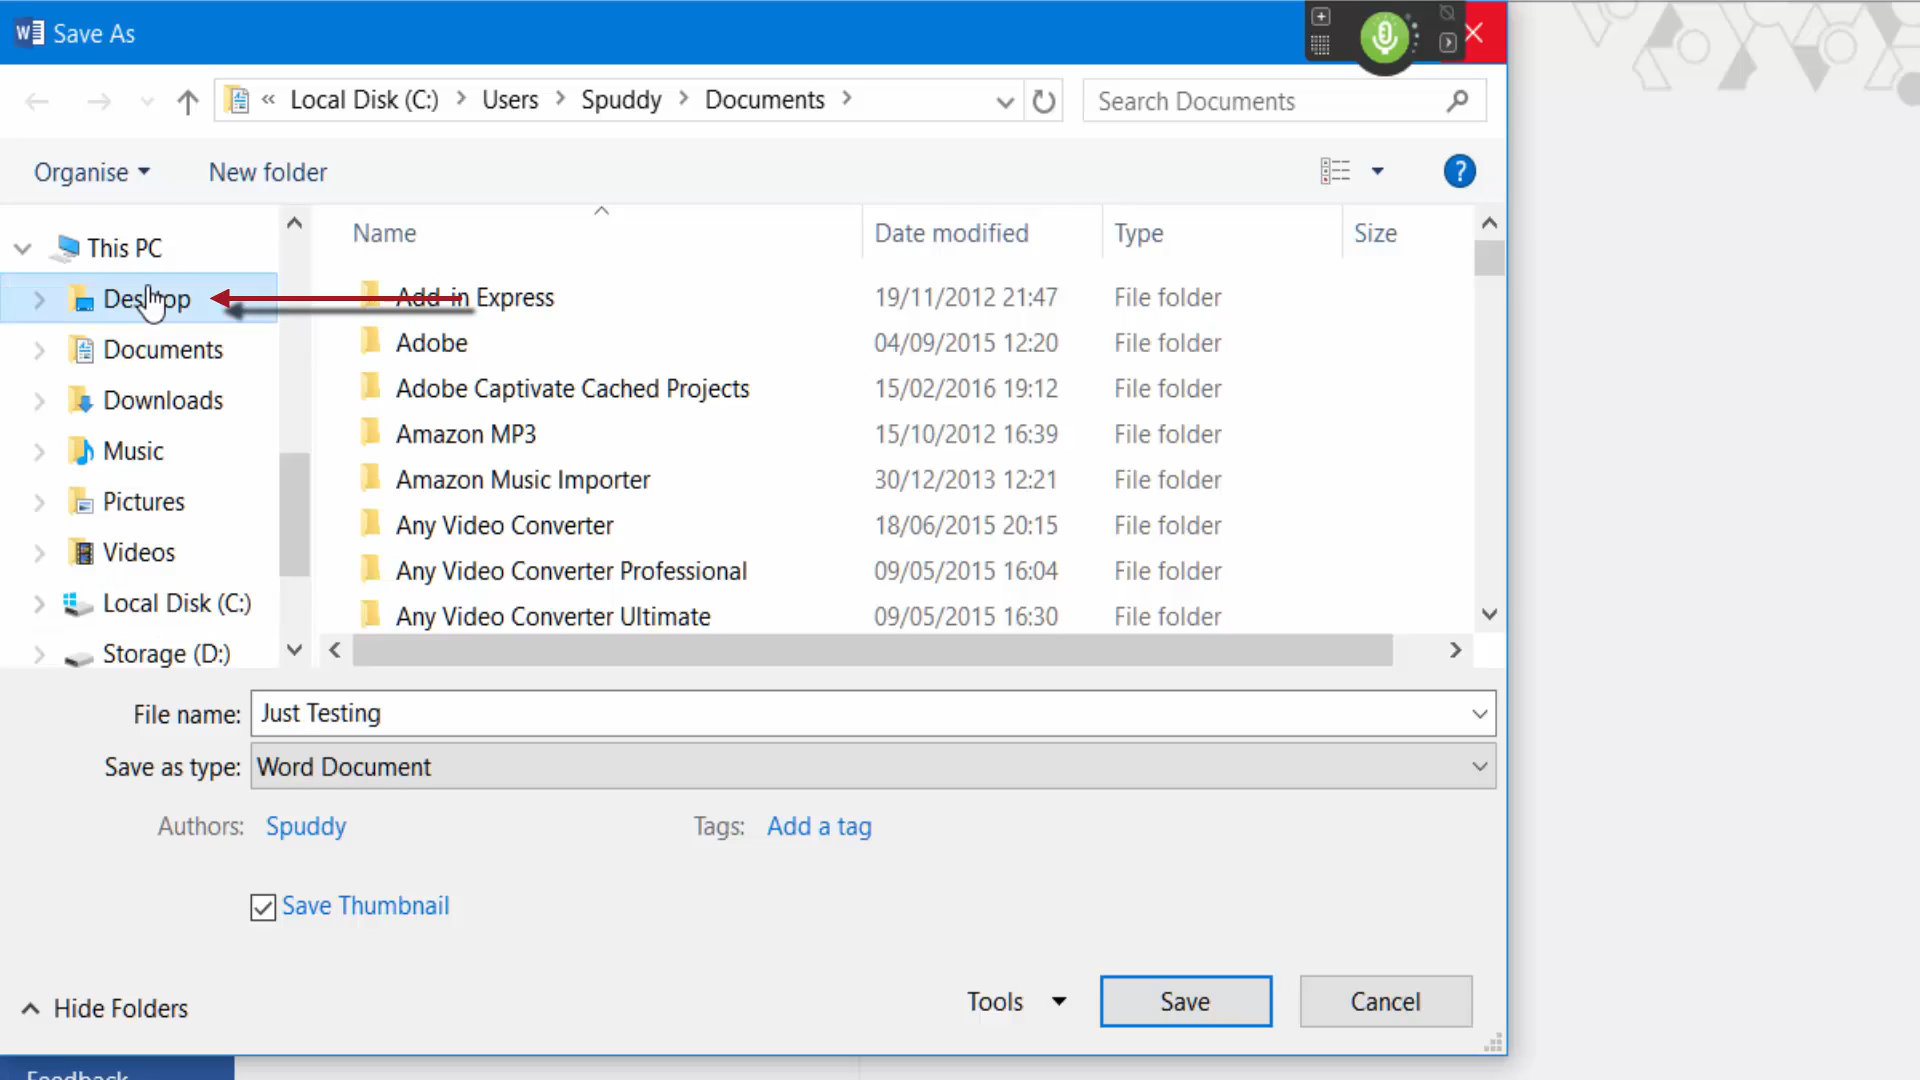 Save As
« Local Disk (C:) > Users > Spuddy > Documents >
Search Documents
Organise
New folder
?
This PC
Desktop
Documents
Downloads
Music
Pictures
Videos
Local Disk (C:)
Storage (D:)
Name Date modified Type Size
Add-in Express 19/11/2012 21:47 File folder
Adobe 04/09/2015 12:20 File folder
Adobe Captivate Cached Projects 15/02/2016 19:12 File folder
Amazon MP3 15/10/2012 16:39 File folder
Amazon Music Importer 30/12/2013 12:21 File folder
Any Video Converter 18/06/2015 20:15 File folder
Any Video Converter Professional 09/05/2015 16:04 File folder
Any Video Converter Ultimate 09/05/2015 16:30 File folder
File name: Just Testing
Save as type: Word Document
Authors: Spuddy Tags: Add a tag
Save Thumbnail
Hide Folders
Tools
Save
Cancel
Feedback